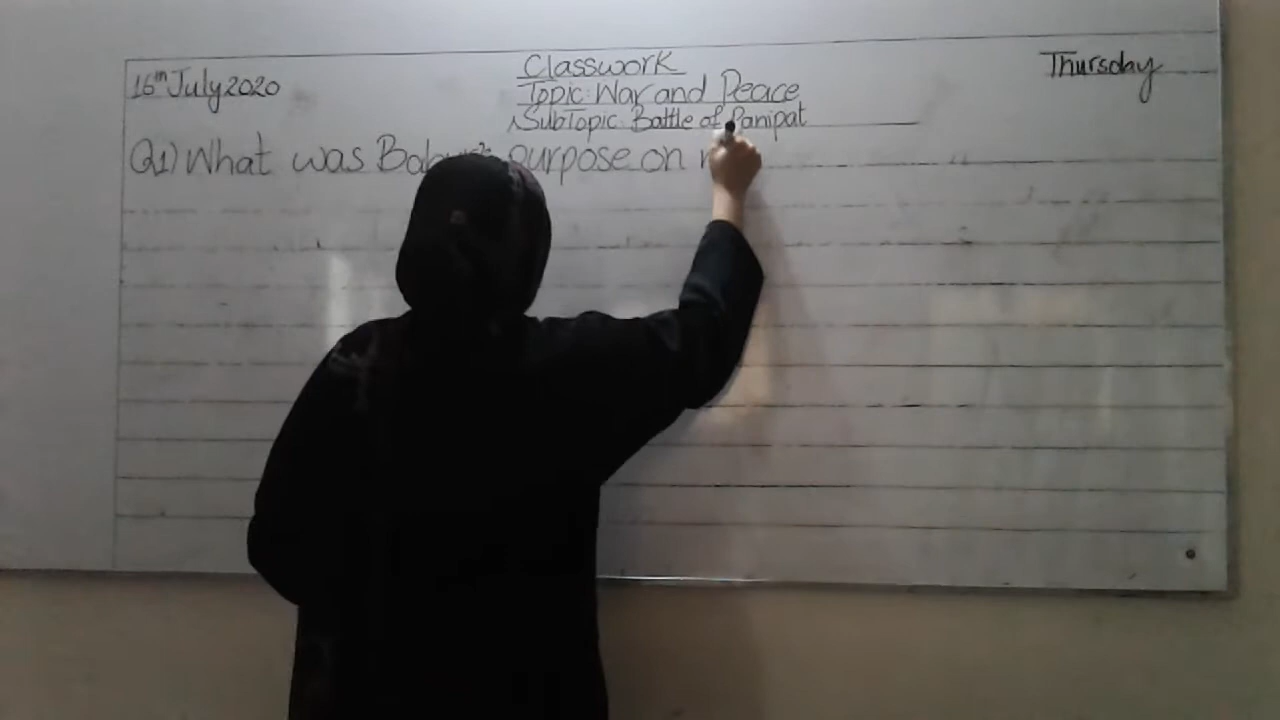 Classwork
16th July 2020
Thursday
Topic: War and Peace
SubTopic: Battle of Panipat
Q1) What was purpose on